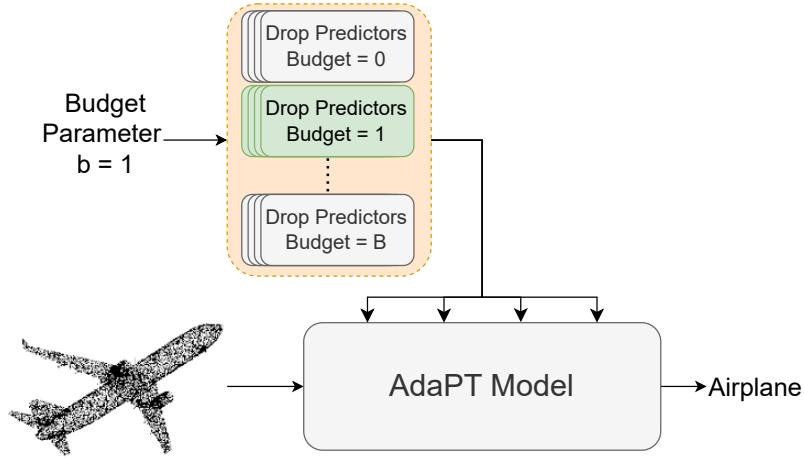 Drop Predictors
Budget = 0
Budget
Parameter
b = 1
Drop Predictors
Budget = 1
Drop Predictors
Budget = B
AdaPT Model
Airplane